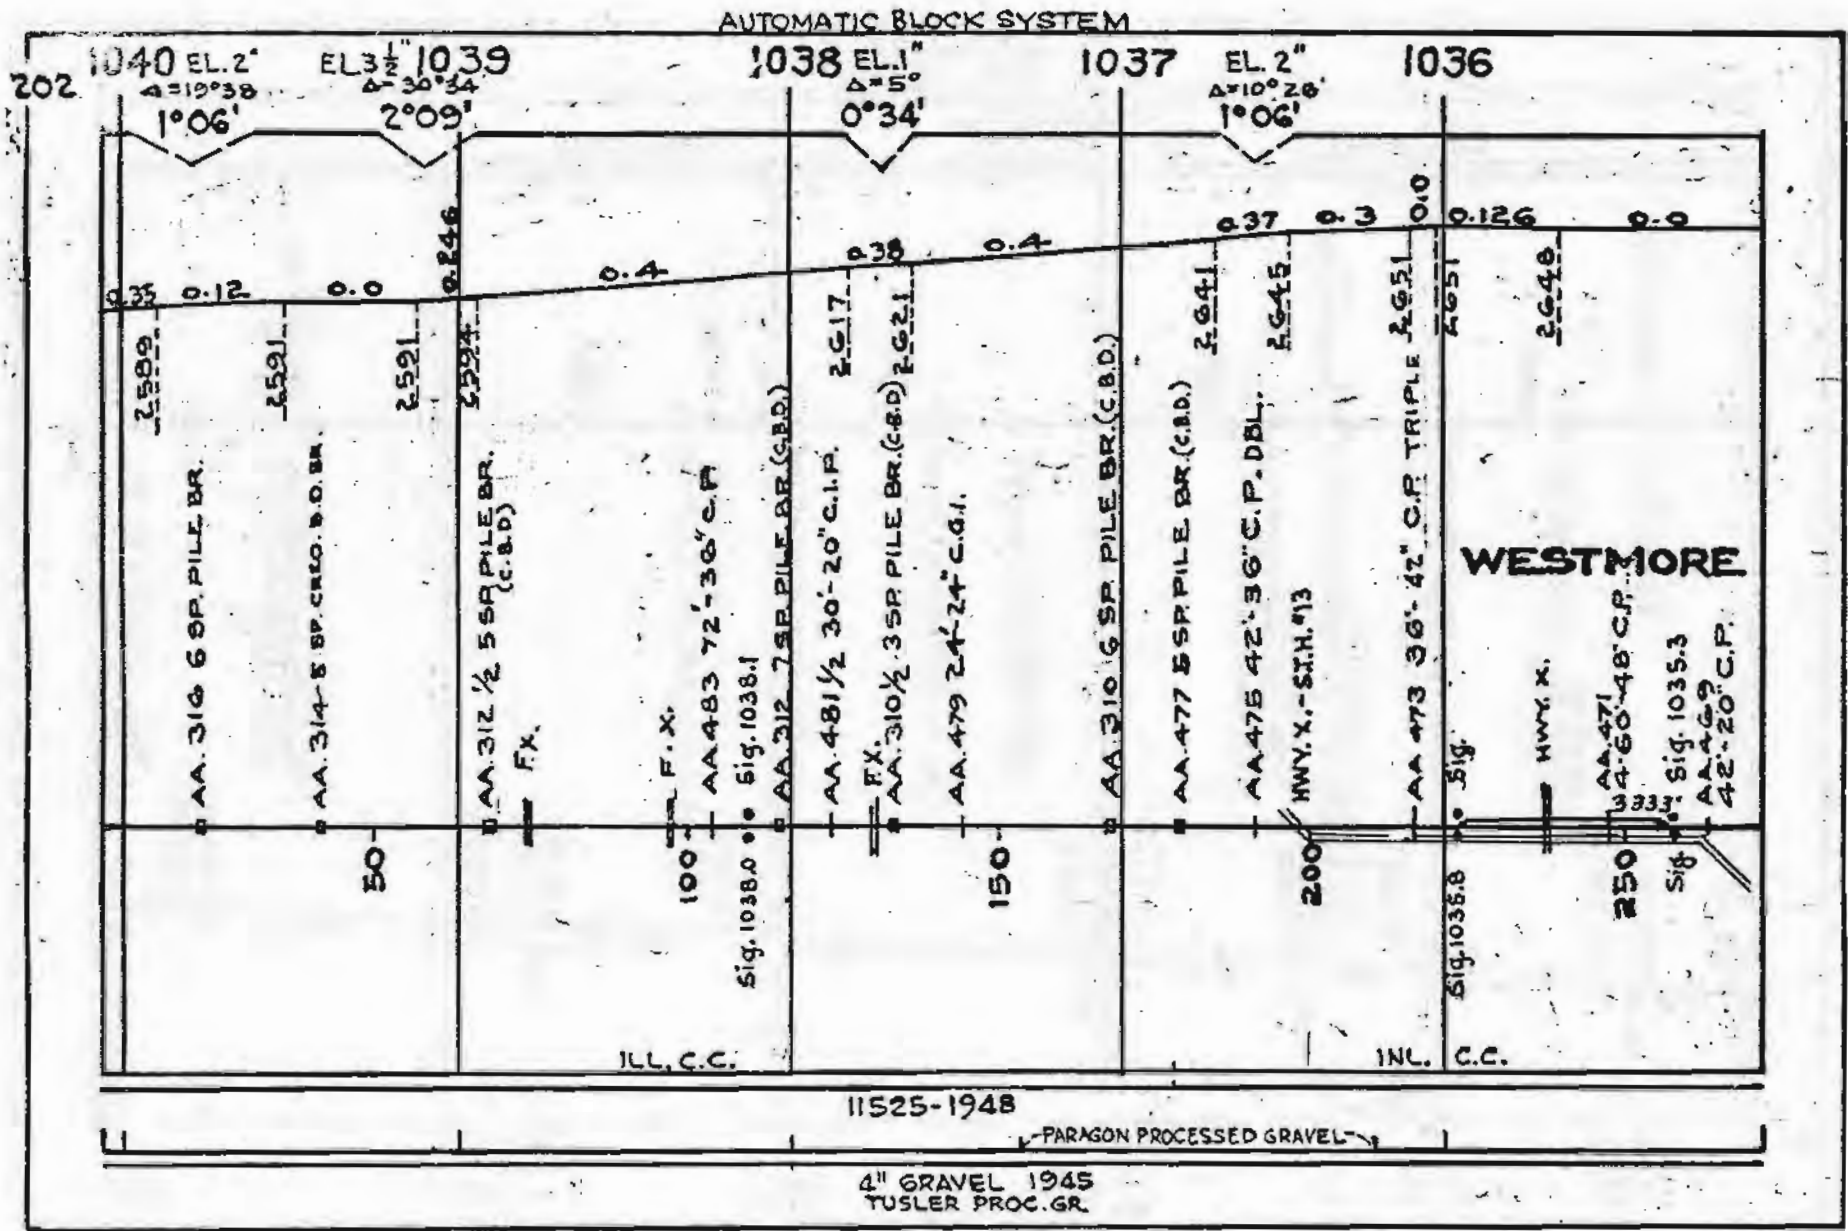 AUTOMATIC BLOCK SYSTEM
202
1040 EL. 2"
Δ=19°38
1°06'
EL 3½" 1039
Δ=30°34
2°09'
1038 EL. 1"
Δ=5°
0°34'
1037
EL. 2"
Δ=10°28'
1°06'
1036
0.35
0.12
0.0
0.246
0.4
0.38
0.4
0.37
0.3
0.0
0.126
0.0
2589
2591
2591
2594
2617
2621
2641
2645
2651
2651
2648
AA. 316 6 SP. PILE BR.
AA. 314-5 SP. CREO. B.D. BR.
AA. 312 1/2 5 SP. PILE BR.
(C.B.D)
F.X.
F.X.
AA 483 72'-36" C.P.
Sig. 1038.1
AA. 312 7 SP. PILE BR. (C.B.D)
AA. 481 1/2 30'-20" C.I.P.
F.X.
AA. 310 1/2 3 SP. PILE BR. (C.B.D)
AA. 479 24'-24" C.G.I.
AA. 310 6 SP. PILE BR. (C.B.D.)
AA. 477 5 SP. PILE BR. (C.B.D.)
AA. 475 42'-36" C.P. DBL.
HWY. X.-S.T.H. #13
AA 473 36'-42" C.P. TRIPLE
Sig.
WESTMORE
HWY. X.
AA. 471
4-60'-48" C.P.
Sig. 1035.3
AA. 469
42'-20" C.P.
3333'
50
100
Sig. 1038.0
150
200
Sig. 1035.8
250
Sig
ILL. C.C.
INL. C.C.
11525-1948
PARAGON PROCESSED GRAVEL
4" GRAVEL 1945
TUSLER PROC. GR.